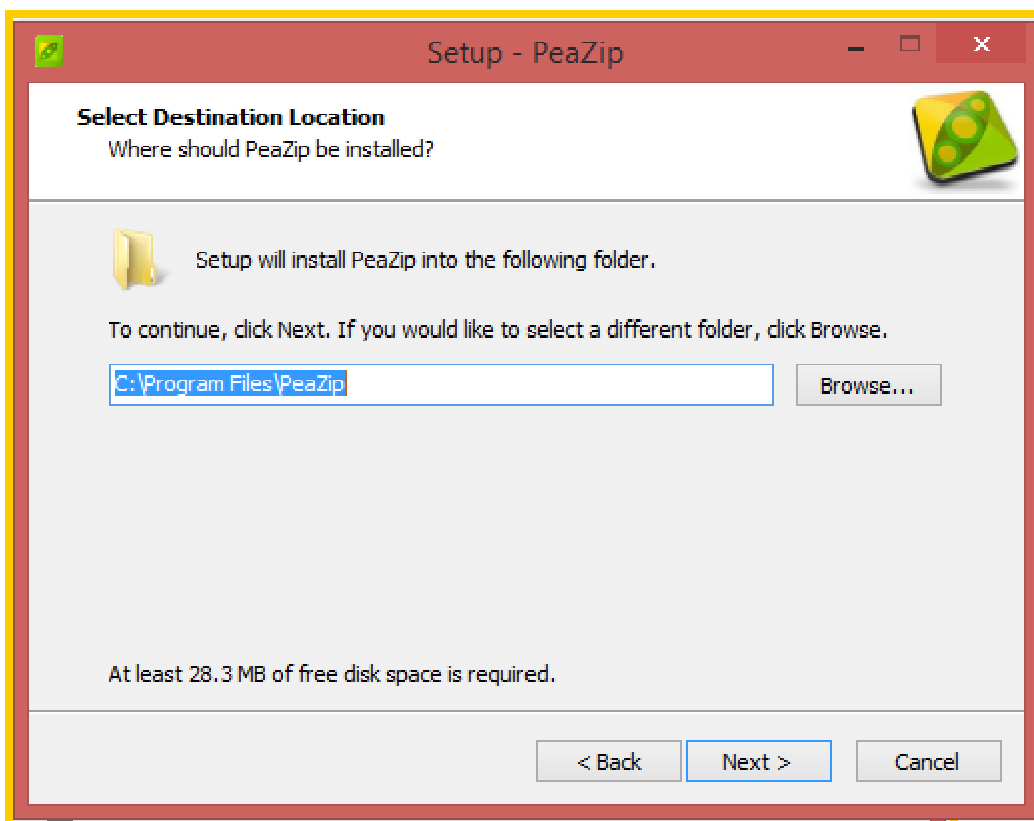 Setup - PeaZip
Select Destination Location
Where should PeaZip be installed?
Setup will install PeaZip into the following folder.
To continue, click Next. If you would like to select a different folder, click Browse.
C:\Program Files\PeaZip
Browse...
At least 28.3 MB of free disk space is required.
< Back
Next >
Cancel